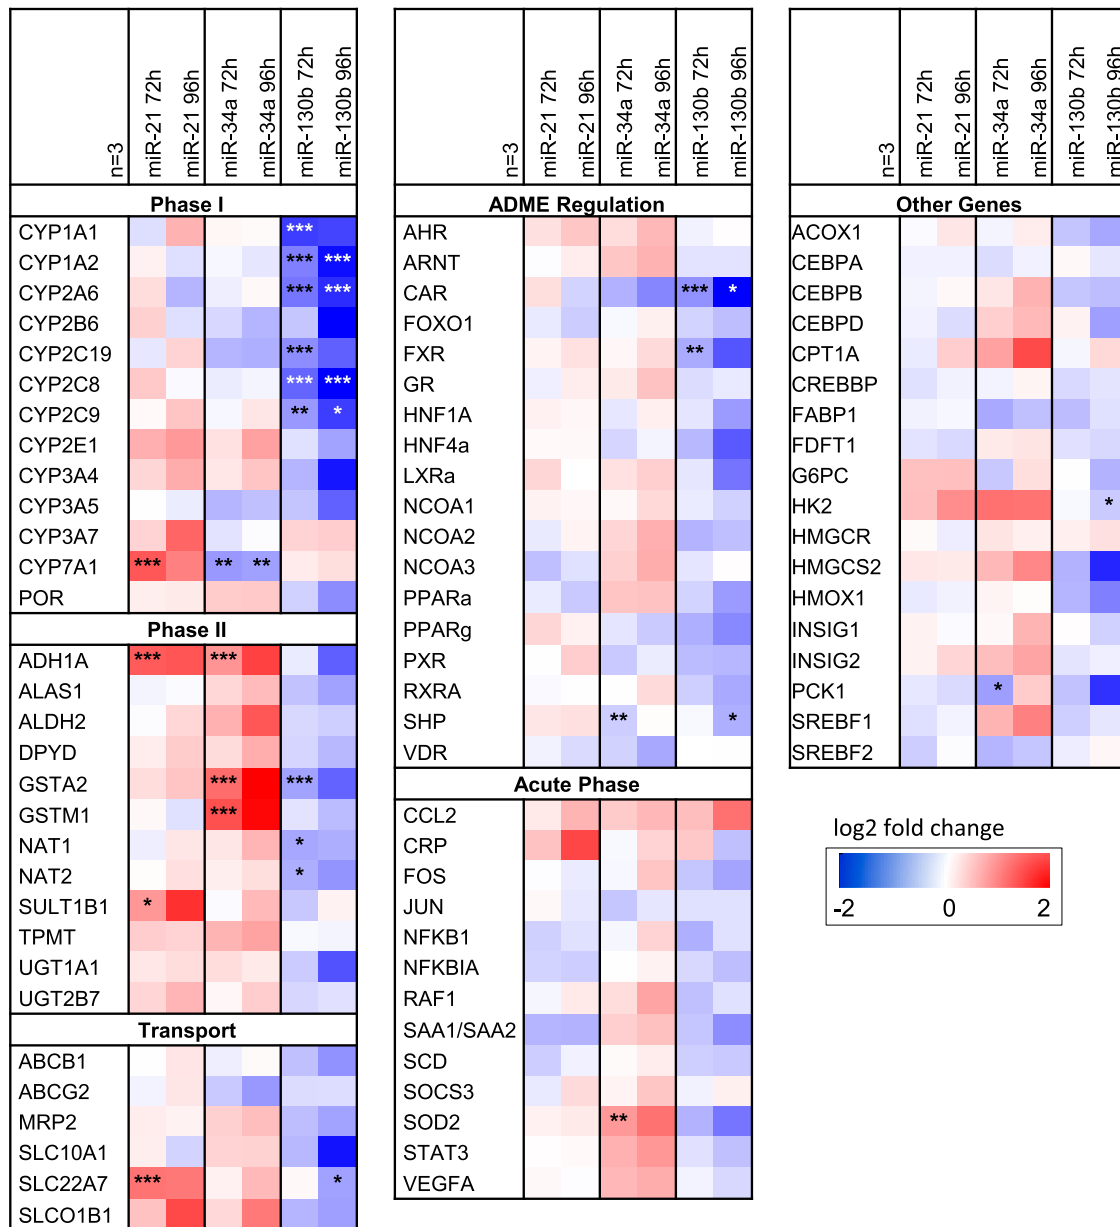 n=3 miR-21 72h miR-21 96h miR-34a 72h miR-34a 96h miR-130b 72h miR-130b 96h
Phase I
CYP1A1 ***
CYP1A2 *** ***
CYP2A6 *** ***
CYP2B6
CYP2C19 ***
CYP2C8 *** ***
CYP2C9 ** *
CYP2E1
CYP3A4
CYP3A5
CYP3A7
CYP7A1 *** ** **
POR
Phase II
ADH1A *** ***
ALAS1
ALDH2
DPYD
GSTA2 *** ***
GSTM1 ***
NAT1 *
NAT2 *
SULT1B1 *
TPMT
UGT1A1
UGT2B7
Transport
ABCB1
ABCG2
MRP2
SLC10A1
SLC22A7 *** *
SLCO1B1
n=3 miR-21 72h miR-21 96h miR-34a 72h miR-34a 96h miR-130b 72h miR-130b 96h
ADME Regulation
AHR
ARNT
CAR *** *
FOXO1
FXR **
GR
HNF1A
HNF4a
LXRa
NCOA1
NCOA2
NCOA3
PPARa
PPARg
PXR
RXRA
SHP ** *
VDR
Acute Phase
CCL2
CRP
FOS
JUN
NFKB1
NFKBIA
RAF1
SAA1/SAA2
SCD
SOCS3
SOD2 **
STAT3
VEGFA
n=3 miR-21 72h miR-21 96h miR-34a 72h miR-34a 96h miR-130b 72h miR-130b 96h
Other Genes
ACOX1
CEBPA
CEBPB
CEBPD
CPT1A
CREBBP
FABP1
FDFT1
G6PC
HK2 *
HMGCR
HMGCS2
HMOX1
INSIG1
INSIG2
PCK1 *
SREBF1
SREBF2
log2 fold change
-2 0 2